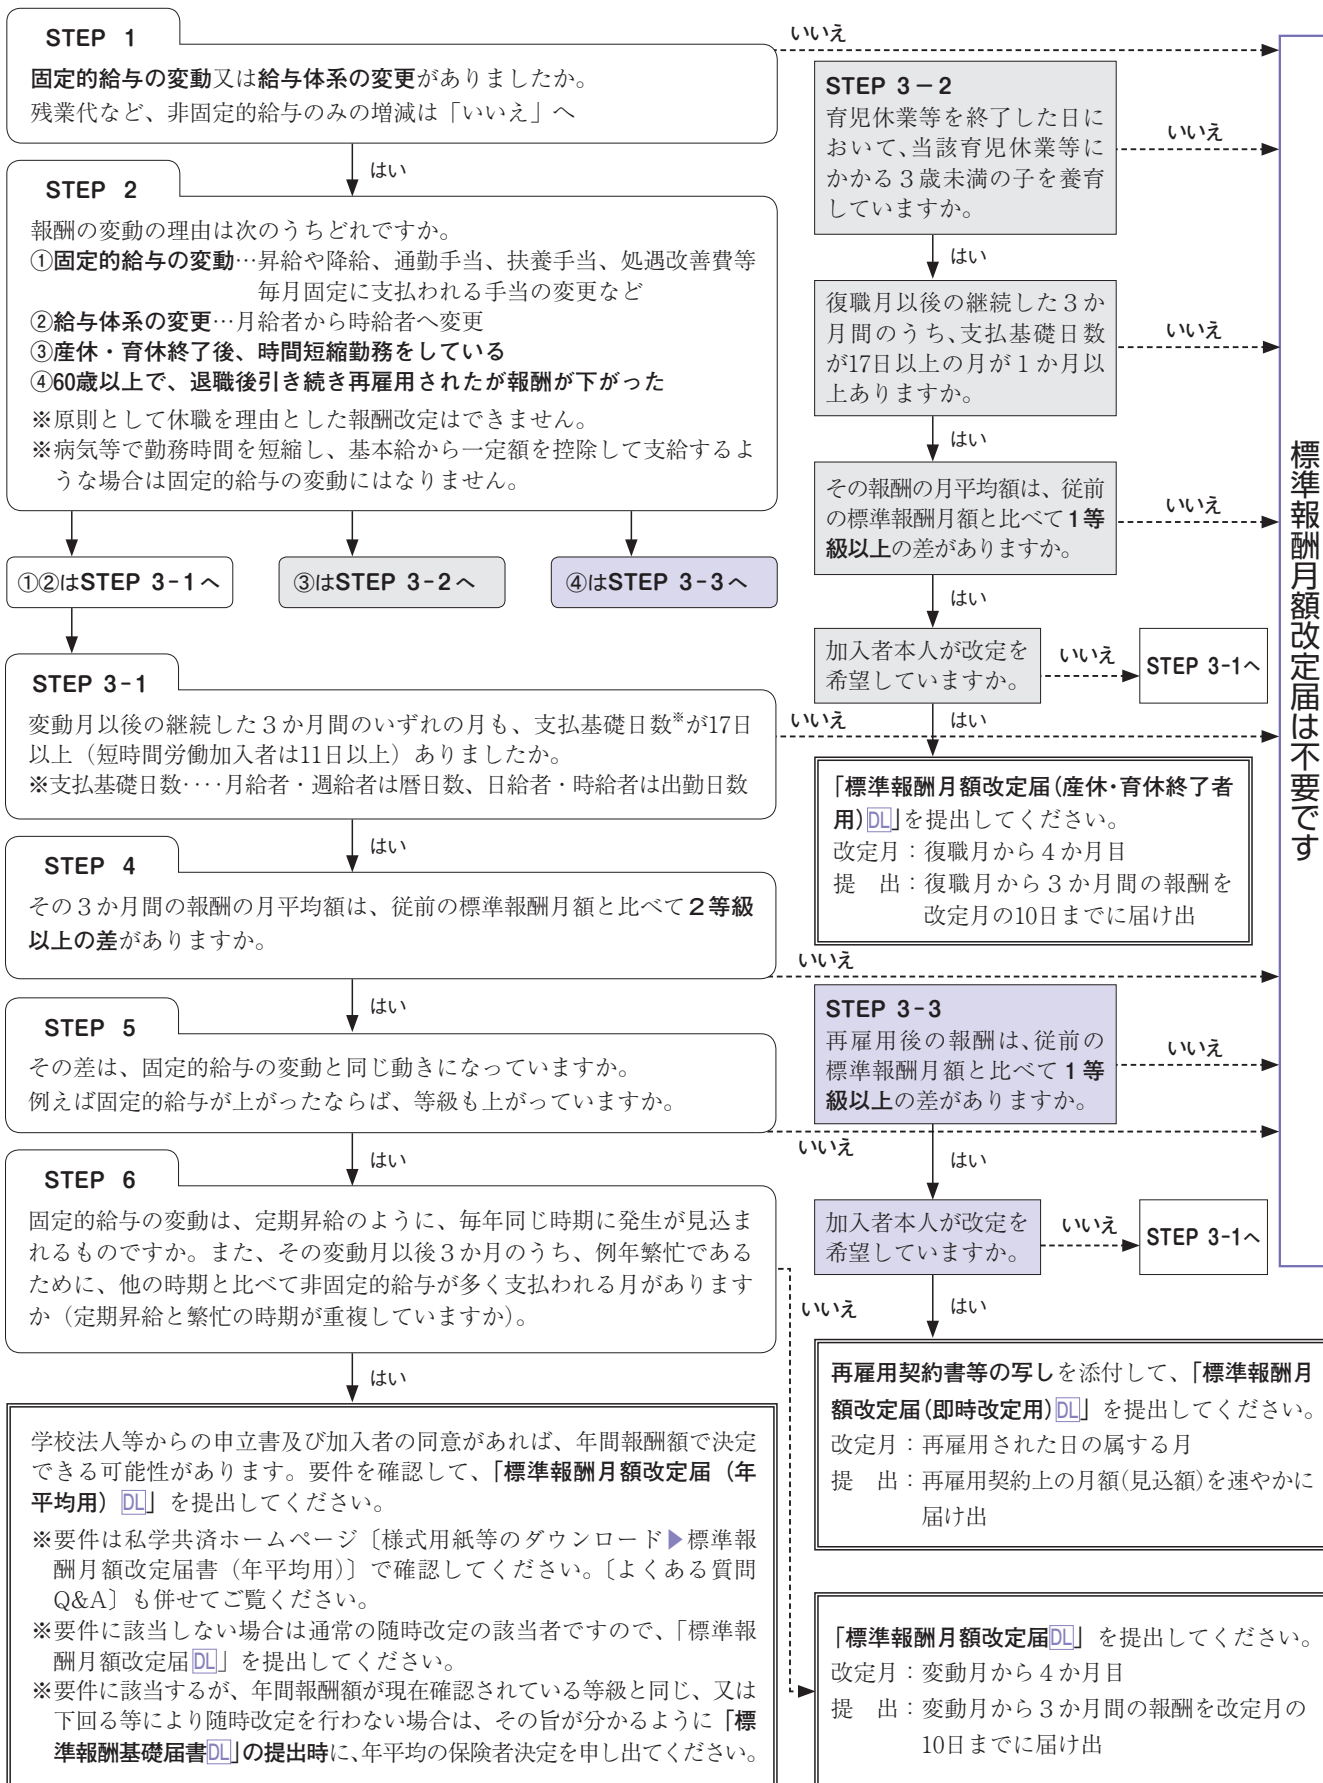 STEP 1
固定的給与の変動又は給与体系の変更がありましたか。
残業代など、非固定的給与のみの増減は「いいえ」へ
いいえ
はい
STEP 2
報酬の変動の理由は次のうちどれですか。
①固定的給与の変動…昇給や降給、通勤手当、扶養手当、処遇改善費等
毎月固定に支払われる手当の変更など
②給与体系の変更…月給者から時給者へ変更
③産休・育休終了後、時間短縮勤務をしている
④60歳以上で、退職後引き続き再雇用されたが報酬が下がった
※原則として休職を理由とした報酬改定はできません。
※病気等で勤務時間を短縮し、基本給から一定額を控除して支給するよ
うな場合は固定的給与の変動にはなりません。
①②はSTEP 3-1へ
③はSTEP 3-2へ
④はSTEP 3-3へ
STEP 3-1
変動月以後の継続した3か月間のいずれの月も、支払基礎日数※が17日
以上（短時間労働加入者は11日以上）ありましたか。
※支払基礎日数‥‥月給者・週給者は暦日数、日給者・時給者は出勤日数
いいえ
はい
STEP 4
その3か月間の報酬の月平均額は、従前の標準報酬月額と比べて2等級
以上の差がありますか。
いいえ
はい
STEP 5
その差は、固定的給与の変動と同じ動きになっていますか。
例えば固定的給与が上がったならば、等級も上がっていますか。
いいえ
はい
STEP 6
固定的給与の変動は、定期昇給のように、毎年同じ時期に発生が見込ま
れるものですか。また、その変動月以後3か月のうち、例年繁忙である
ために、他の時期と比べて非固定的給与が多く支払われる月があります
か（定期昇給と繁忙の時期が重複していますか）。
いいえ
はい
学校法人等からの申立書及び加入者の同意があれば、年間報酬額で決定
できる可能性があります。要件を確認して、「標準報酬月額改定届（年
平均用）DL」を提出してください。
※要件は私学共済ホームページ〔様式用紙等のダウンロード▶標準報
酬月額改定届書（年平均用）〕で確認してください。〔よくある質問
Q&A〕も併せてご覧ください。
※要件に該当しない場合は通常の随時改定の該当者ですので、「標準報
酬月額改定届DL」を提出してください。
※要件に該当するが、年間報酬額が現在確認されている等級と同じ、又は
下回る等により随時改定を行わない場合は、その旨が分かるように「標
準報酬基礎届書DL」の提出時に、年平均の保険者決定を申し出てください。
STEP 3－2
育児休業等を終了した日に
おいて、当該育児休業等に
かかる3歳未満の子を養育
していますか。
いいえ
はい
復職月以後の継続した3か
月間のうち、支払基礎日数
が17日以上の月が1か月以
上ありますか。
いいえ
はい
その報酬の月平均額は、従前
の標準報酬月額と比べて1等
級以上の差がありますか。
いいえ
はい
加入者本人が改定を
希望していますか。
いいえ
STEP 3-1へ
はい
「標準報酬月額改定届（産休・育休終了者
用）DL」を提出してください。
改定月：復職月から4か月目
提　出：復職月から3か月間の報酬を
改定月の10日までに届け出
STEP 3-3
再雇用後の報酬は、従前の
標準報酬月額と比べて1等
級以上の差がありますか。
いいえ
はい
加入者本人が改定を
希望していますか。
いいえ
STEP 3-1へ
はい
再雇用契約書等の写しを添付して、「標準報酬月
額改定届（即時改定用）DL」を提出してください。
改定月：再雇用された日の属する月
提　出：再雇用契約上の月額（見込額）を速やかに
届け出
「標準報酬月額改定届DL」を提出してください。
改定月：変動月から4か月目
提　出：変動月から3か月間の報酬を改定月の
10日までに届け出
標準報酬月額改定届は不要です